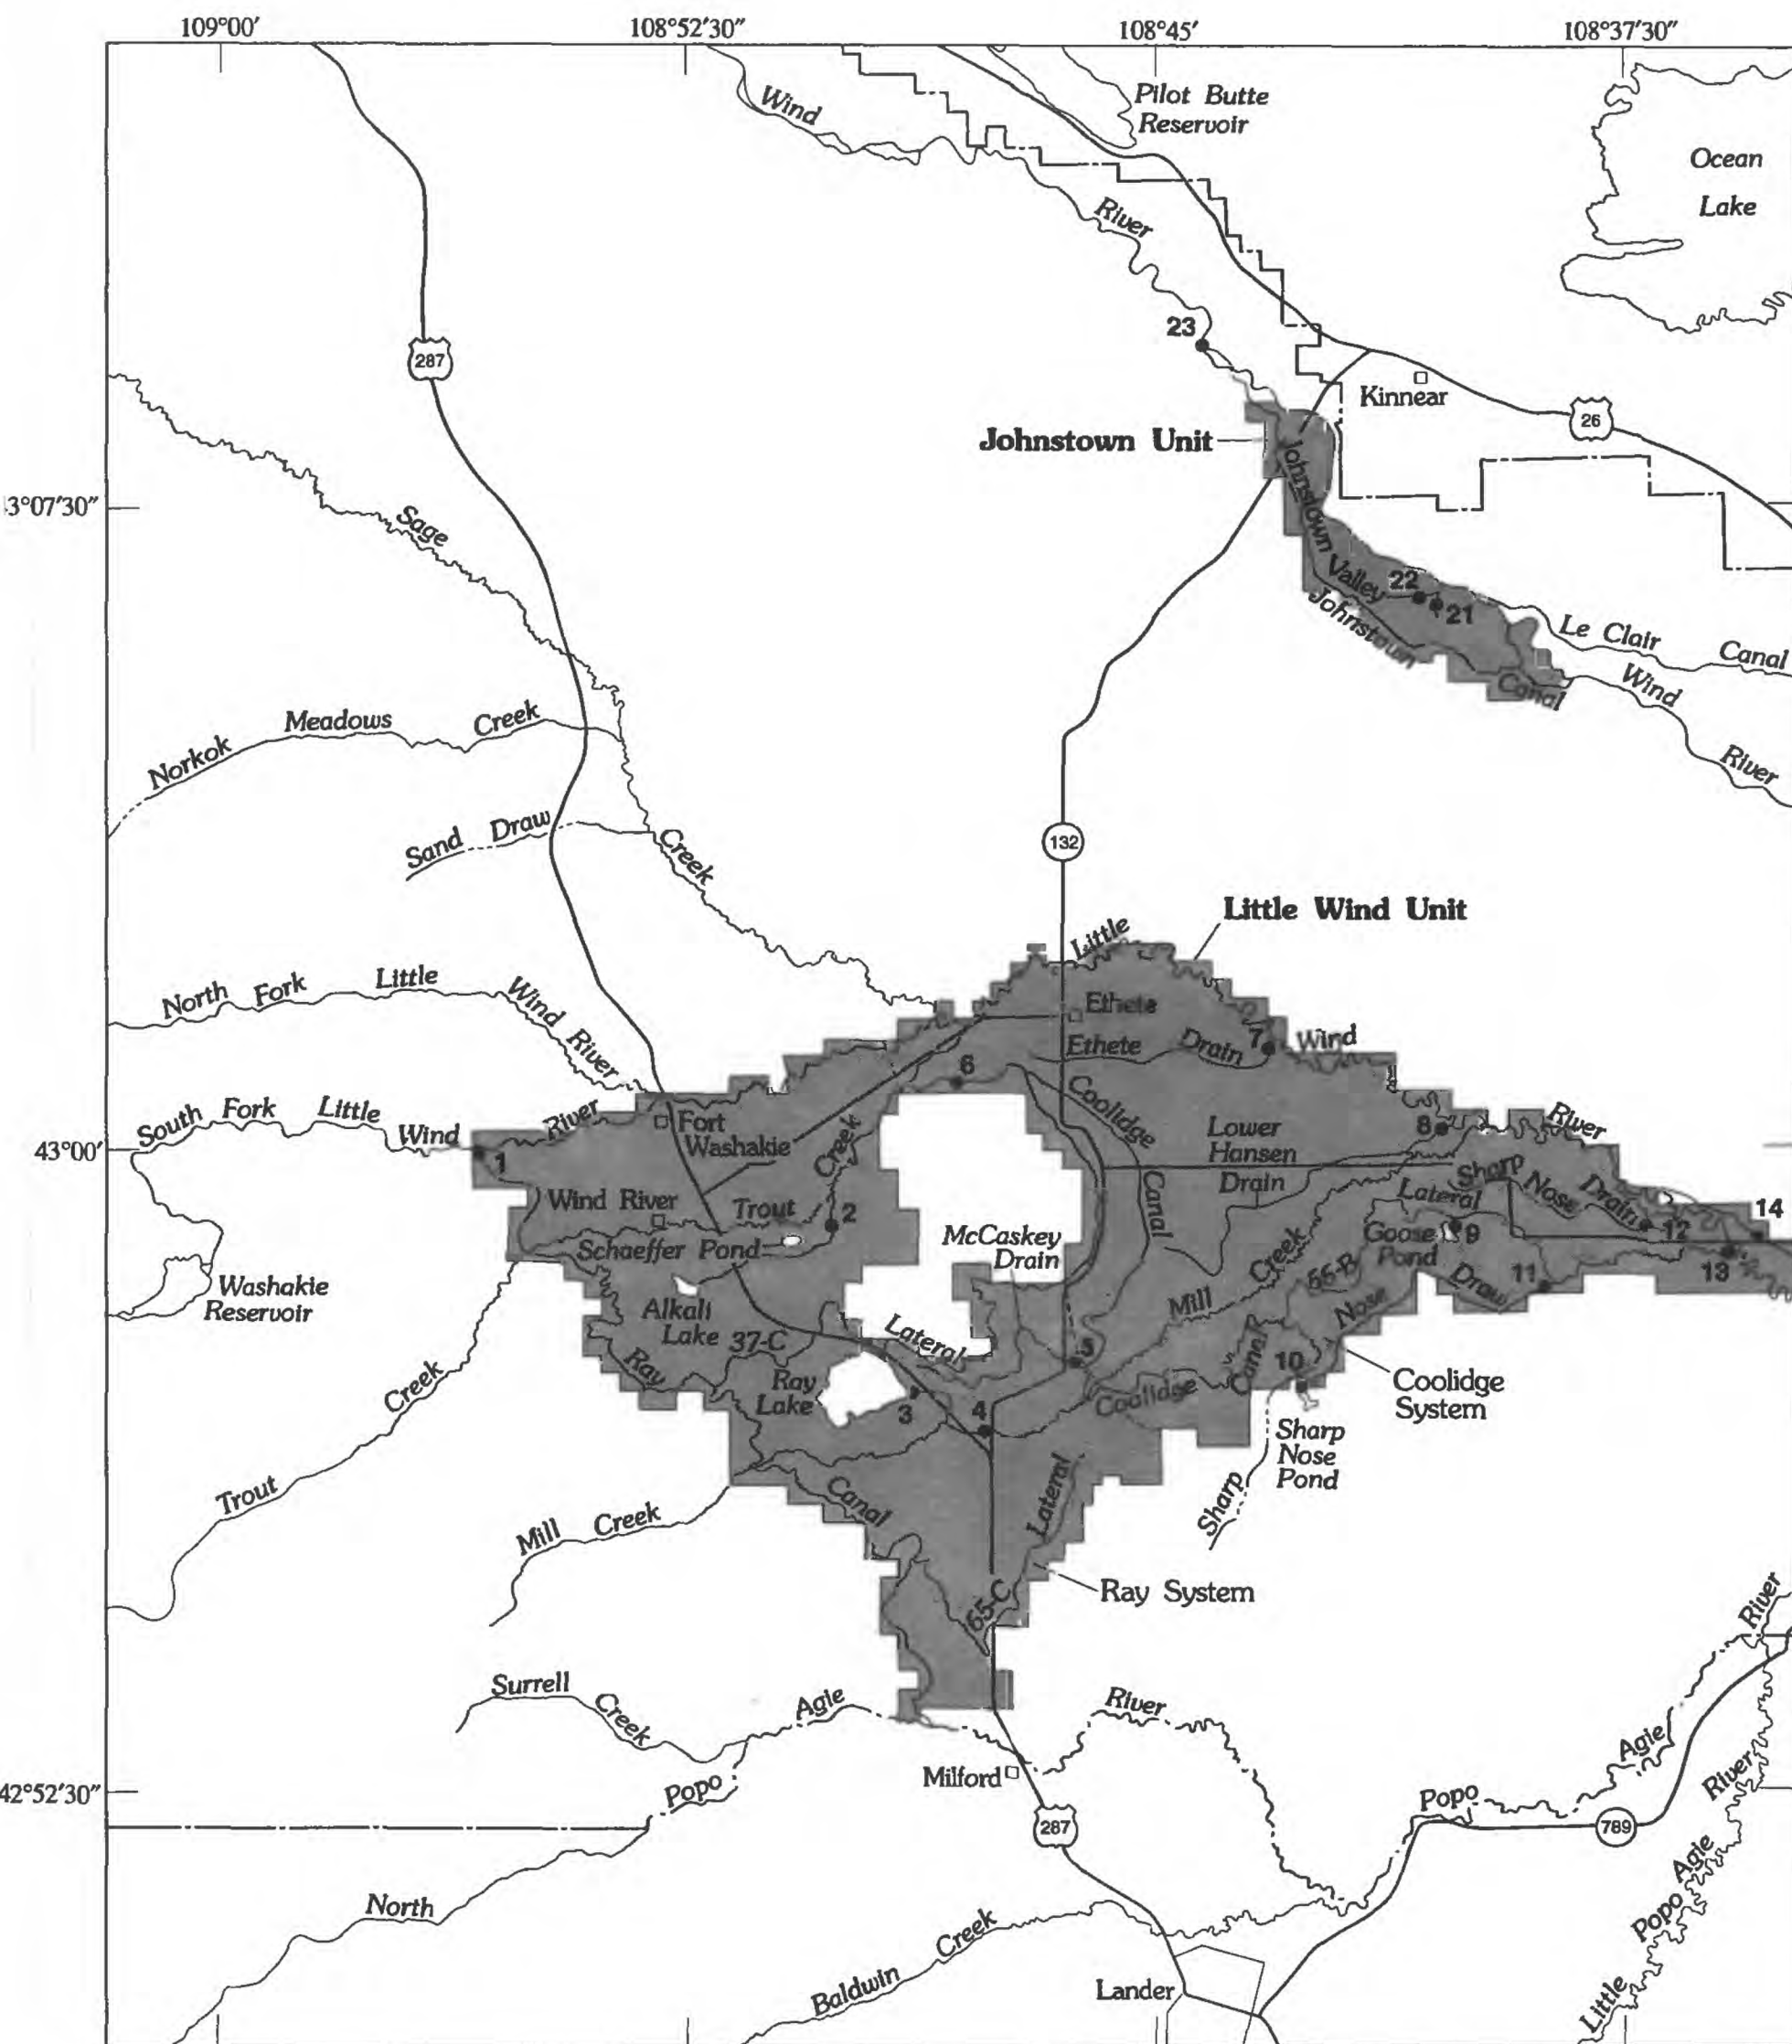 109°00′
108°52′30″
108°45′
108°37′30″
Wind
Pilot Butte
Reservoir
Ocean
Lake
River
23
287
Kinnear
26
Johnstown Unit
3°07′30″
Sage
Johnstown
Valley
22
21
Johnstown
Canal
Le Clair
Canal
Wind
River
Norkok
Meadows
Creek
Sand
Draw
Creek
132
Little Wind Unit
Little
North
Fork
Little
Wind
River
Ethete
Ethete
Drain
7
Wind
6
Coolidge
Canal
South
Fork
Little
Wind
River
Fort
Washakie
Creek
43°00′
1
Lower
Hansen
Drain
8
River
Sharp
Nose
Drain
Lateral
14
Wind River
Trout
2
Schaeffer Pond
McCaskey
Drain
Goose
Pond
9
12
13
Washakie
Reservoir
Alkali
Lake
37-C
Lateral
Mill
Creek
66-B
Nose
Draw
11
Ray
Ray
Lake
3
4
5
Coolidge
Canal
10
Coolidge
System
Creek
Trout
Sharp
Nose
Pond
Sharp
Mill
Creek
Canal
Lateral
65-C
Ray System
River
Surrell
Creek
Agie
River
Milford
Popo
42°52′30″
287
Popo
Agie
River
789
North
Baldwin
Creek
Lander
Little
Popo
Agie